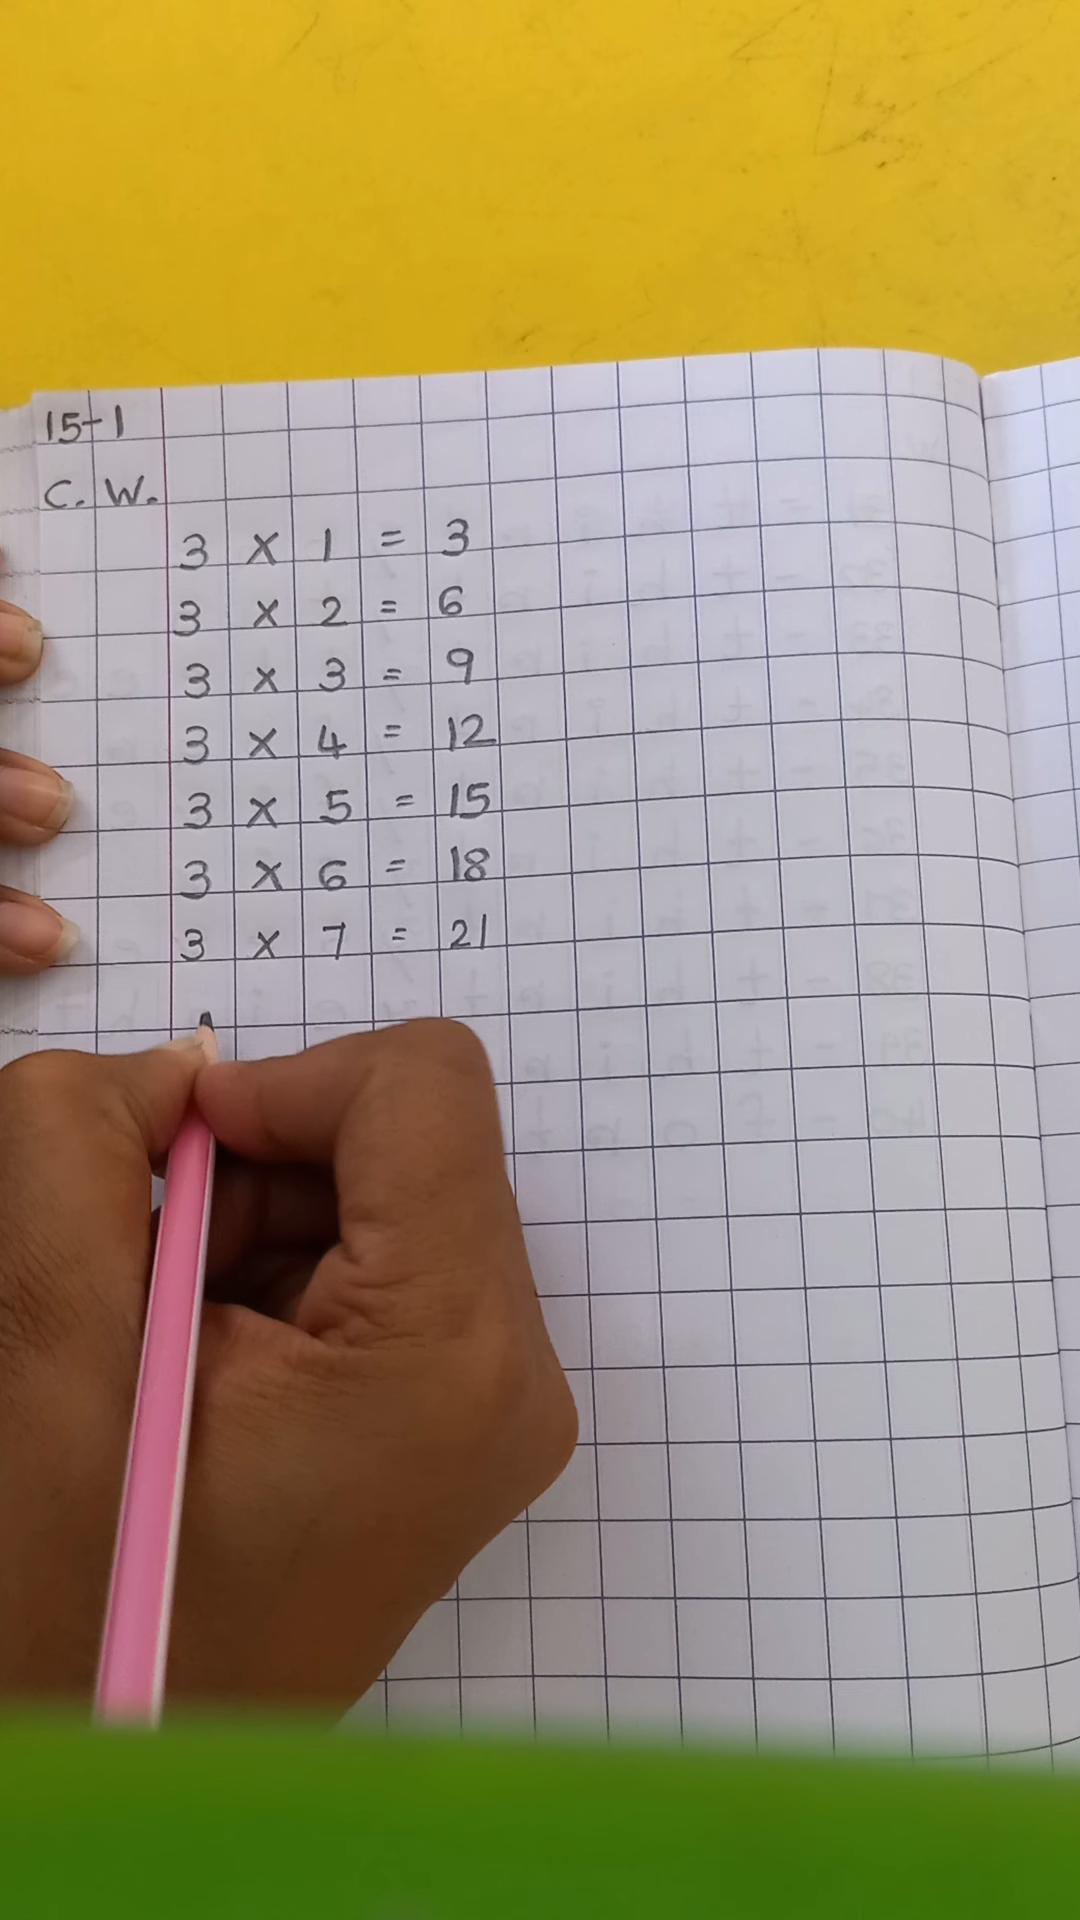 15-1
C. W.
3 × 1 = 3
3 × 2 = 6
3 × 3 = 9
3 × 4 = 12
3 × 5 = 15
3 × 6 = 18
3 × 7 = 21